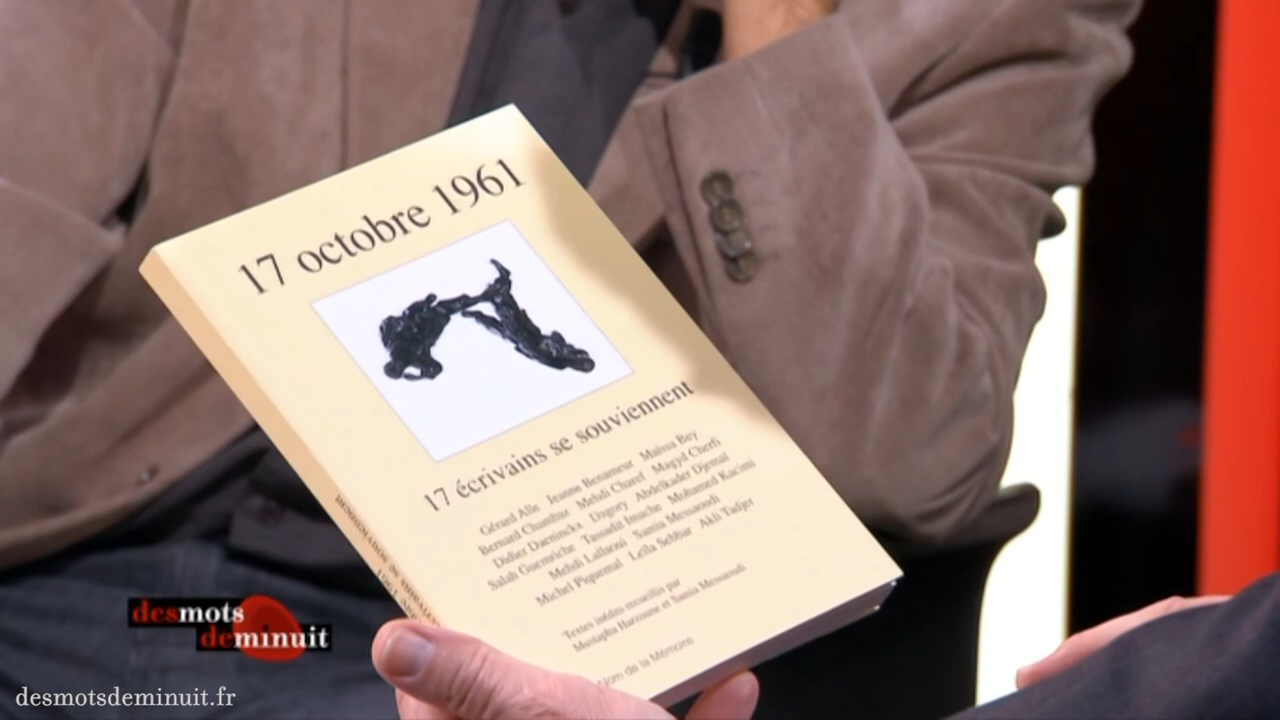 17 octobre 1961
17 écrivains se souviennent
Gérard Alle Jeanne Benameur Maïssa Bey
Bernard Chambaz Mehdi Charef Magyd Cherfi
Didier Daeninckx Dagory Abdelkader Djemaï
Salah Guemriche Tassadit Imache Mohamed Kacimi
Mehdi Lallaoui Samia Messaoudi
Michel Piquemal Leïla Sebbar Akli Tadjer
Textes inédits recueillis par
Mustapha Harzoune et Samia Messaoudi
Nom de la Mémoire
desmots
deminuit
desmotsdeminuit.fr